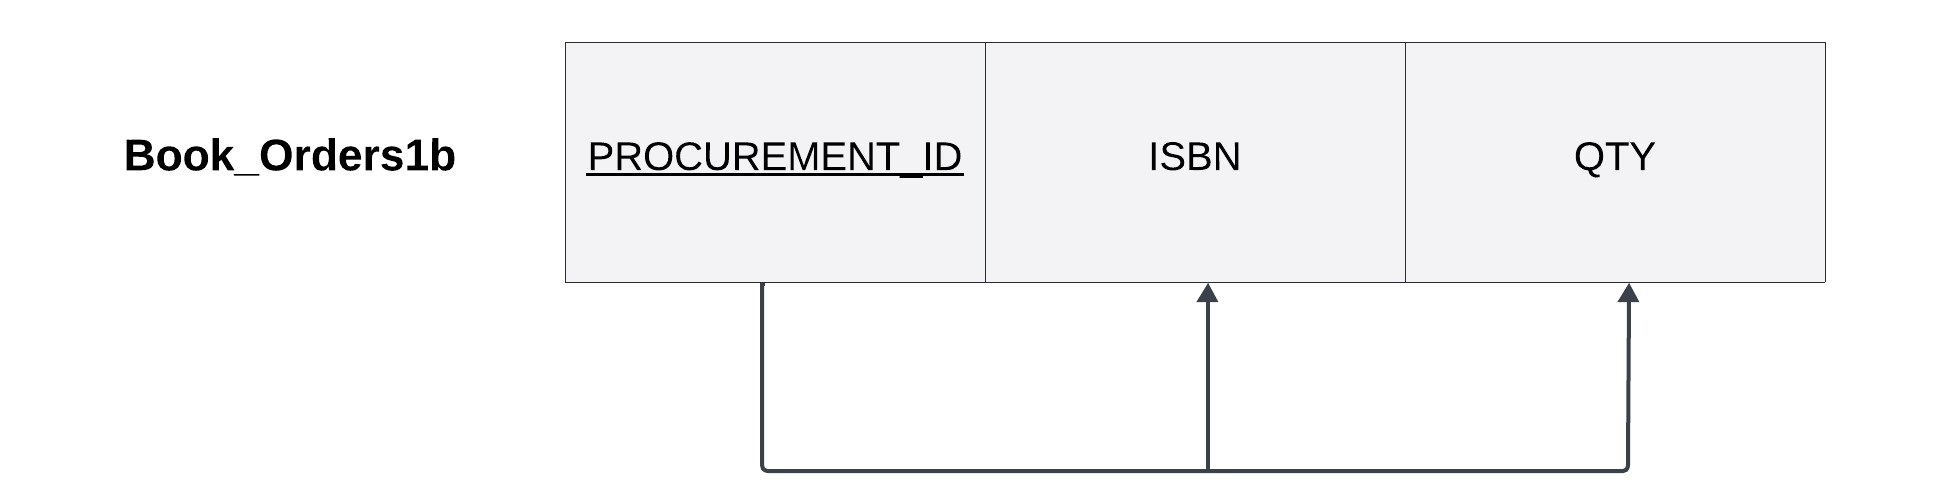 Book_Orders1b
PROCUREMENT_ID
ISBN
QTY